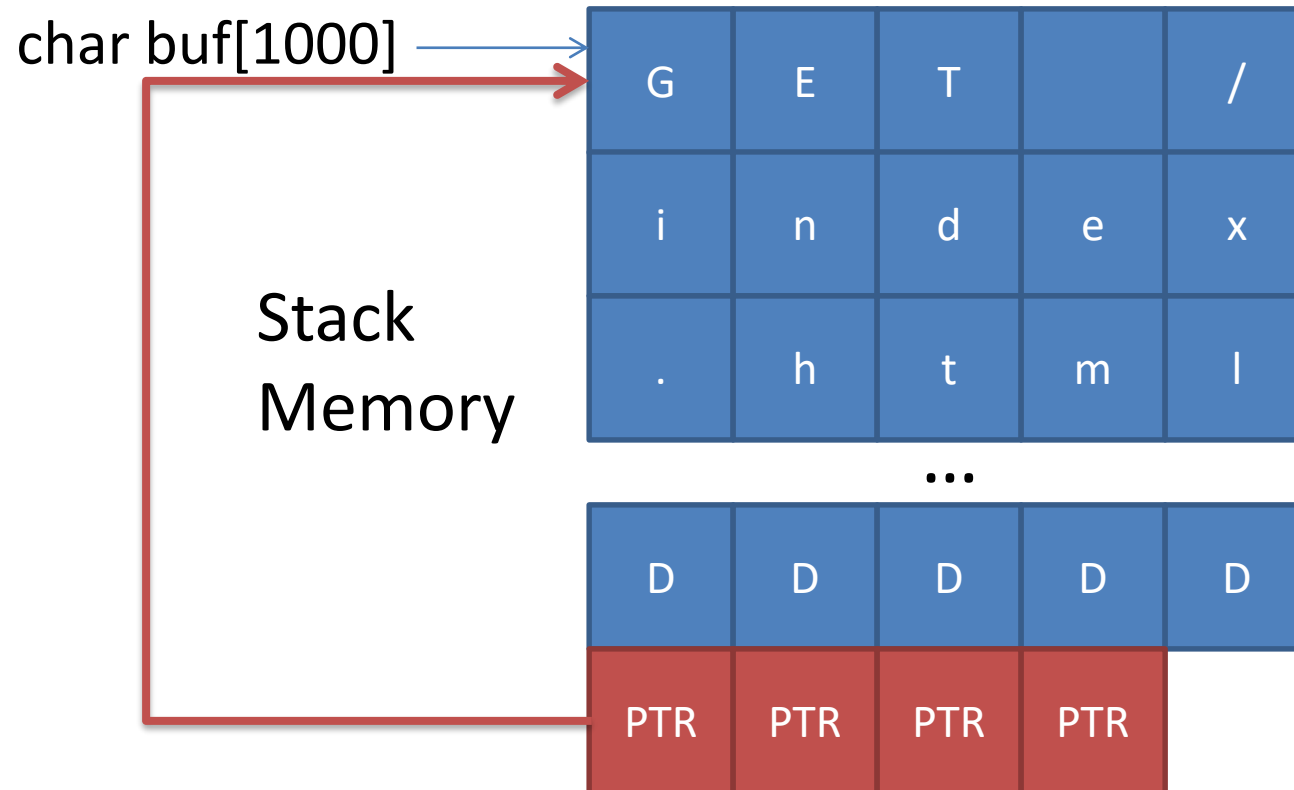 char buf[1000]
G E T /
i n d e x
. h t m l
Stack
Memory
...
D D D D D
PTR PTR PTR PTR